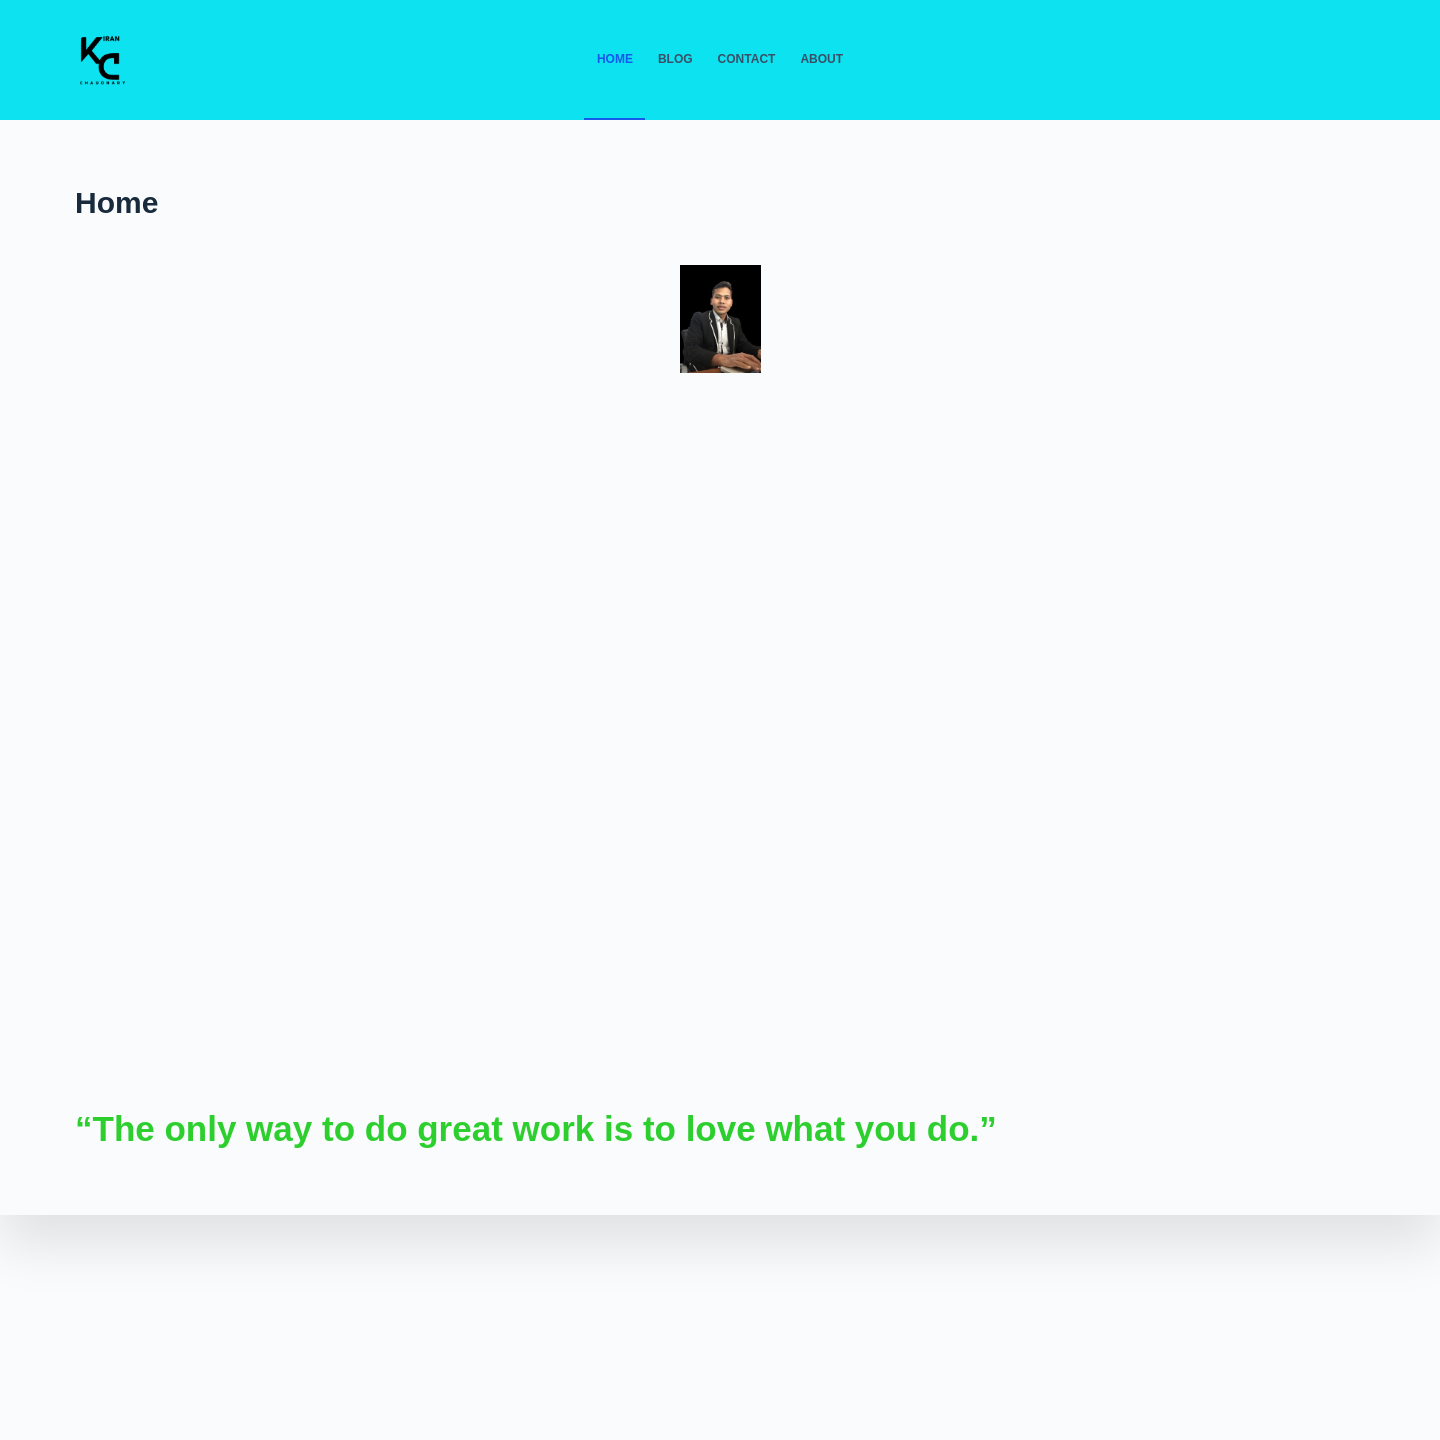 KIRAN
C
CHAUDHARY
HOME BLOG CONTACT ABOUT
Home
“The only way to do great work is to love what you do.”